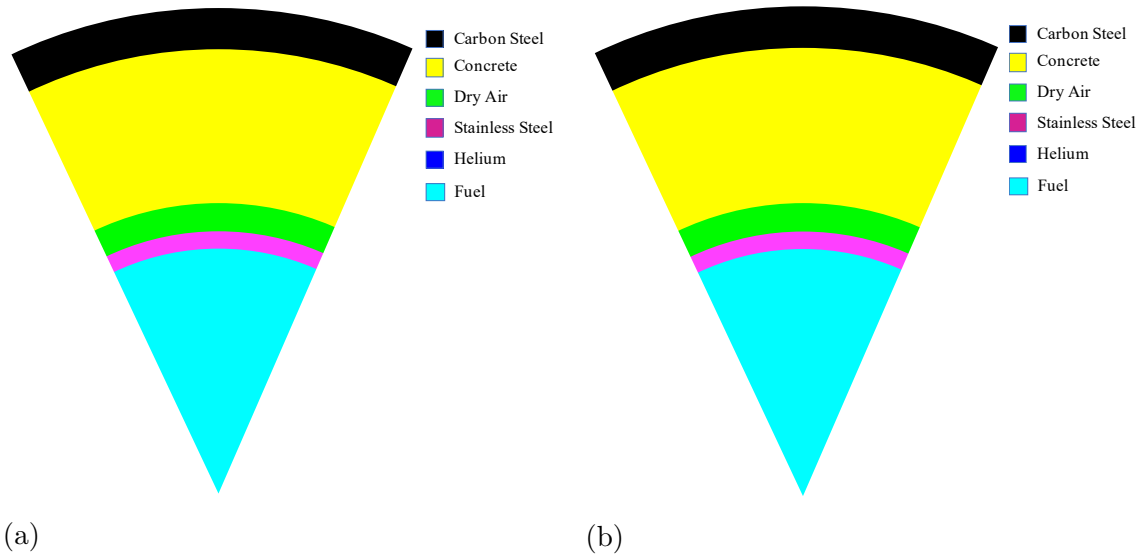 Carbon Steel
Concrete
Dry Air
Stainless Steel
Helium
Fuel
(a)
Carbon Steel
Concrete
Dry Air
Stainless Steel
Helium
Fuel
(b)